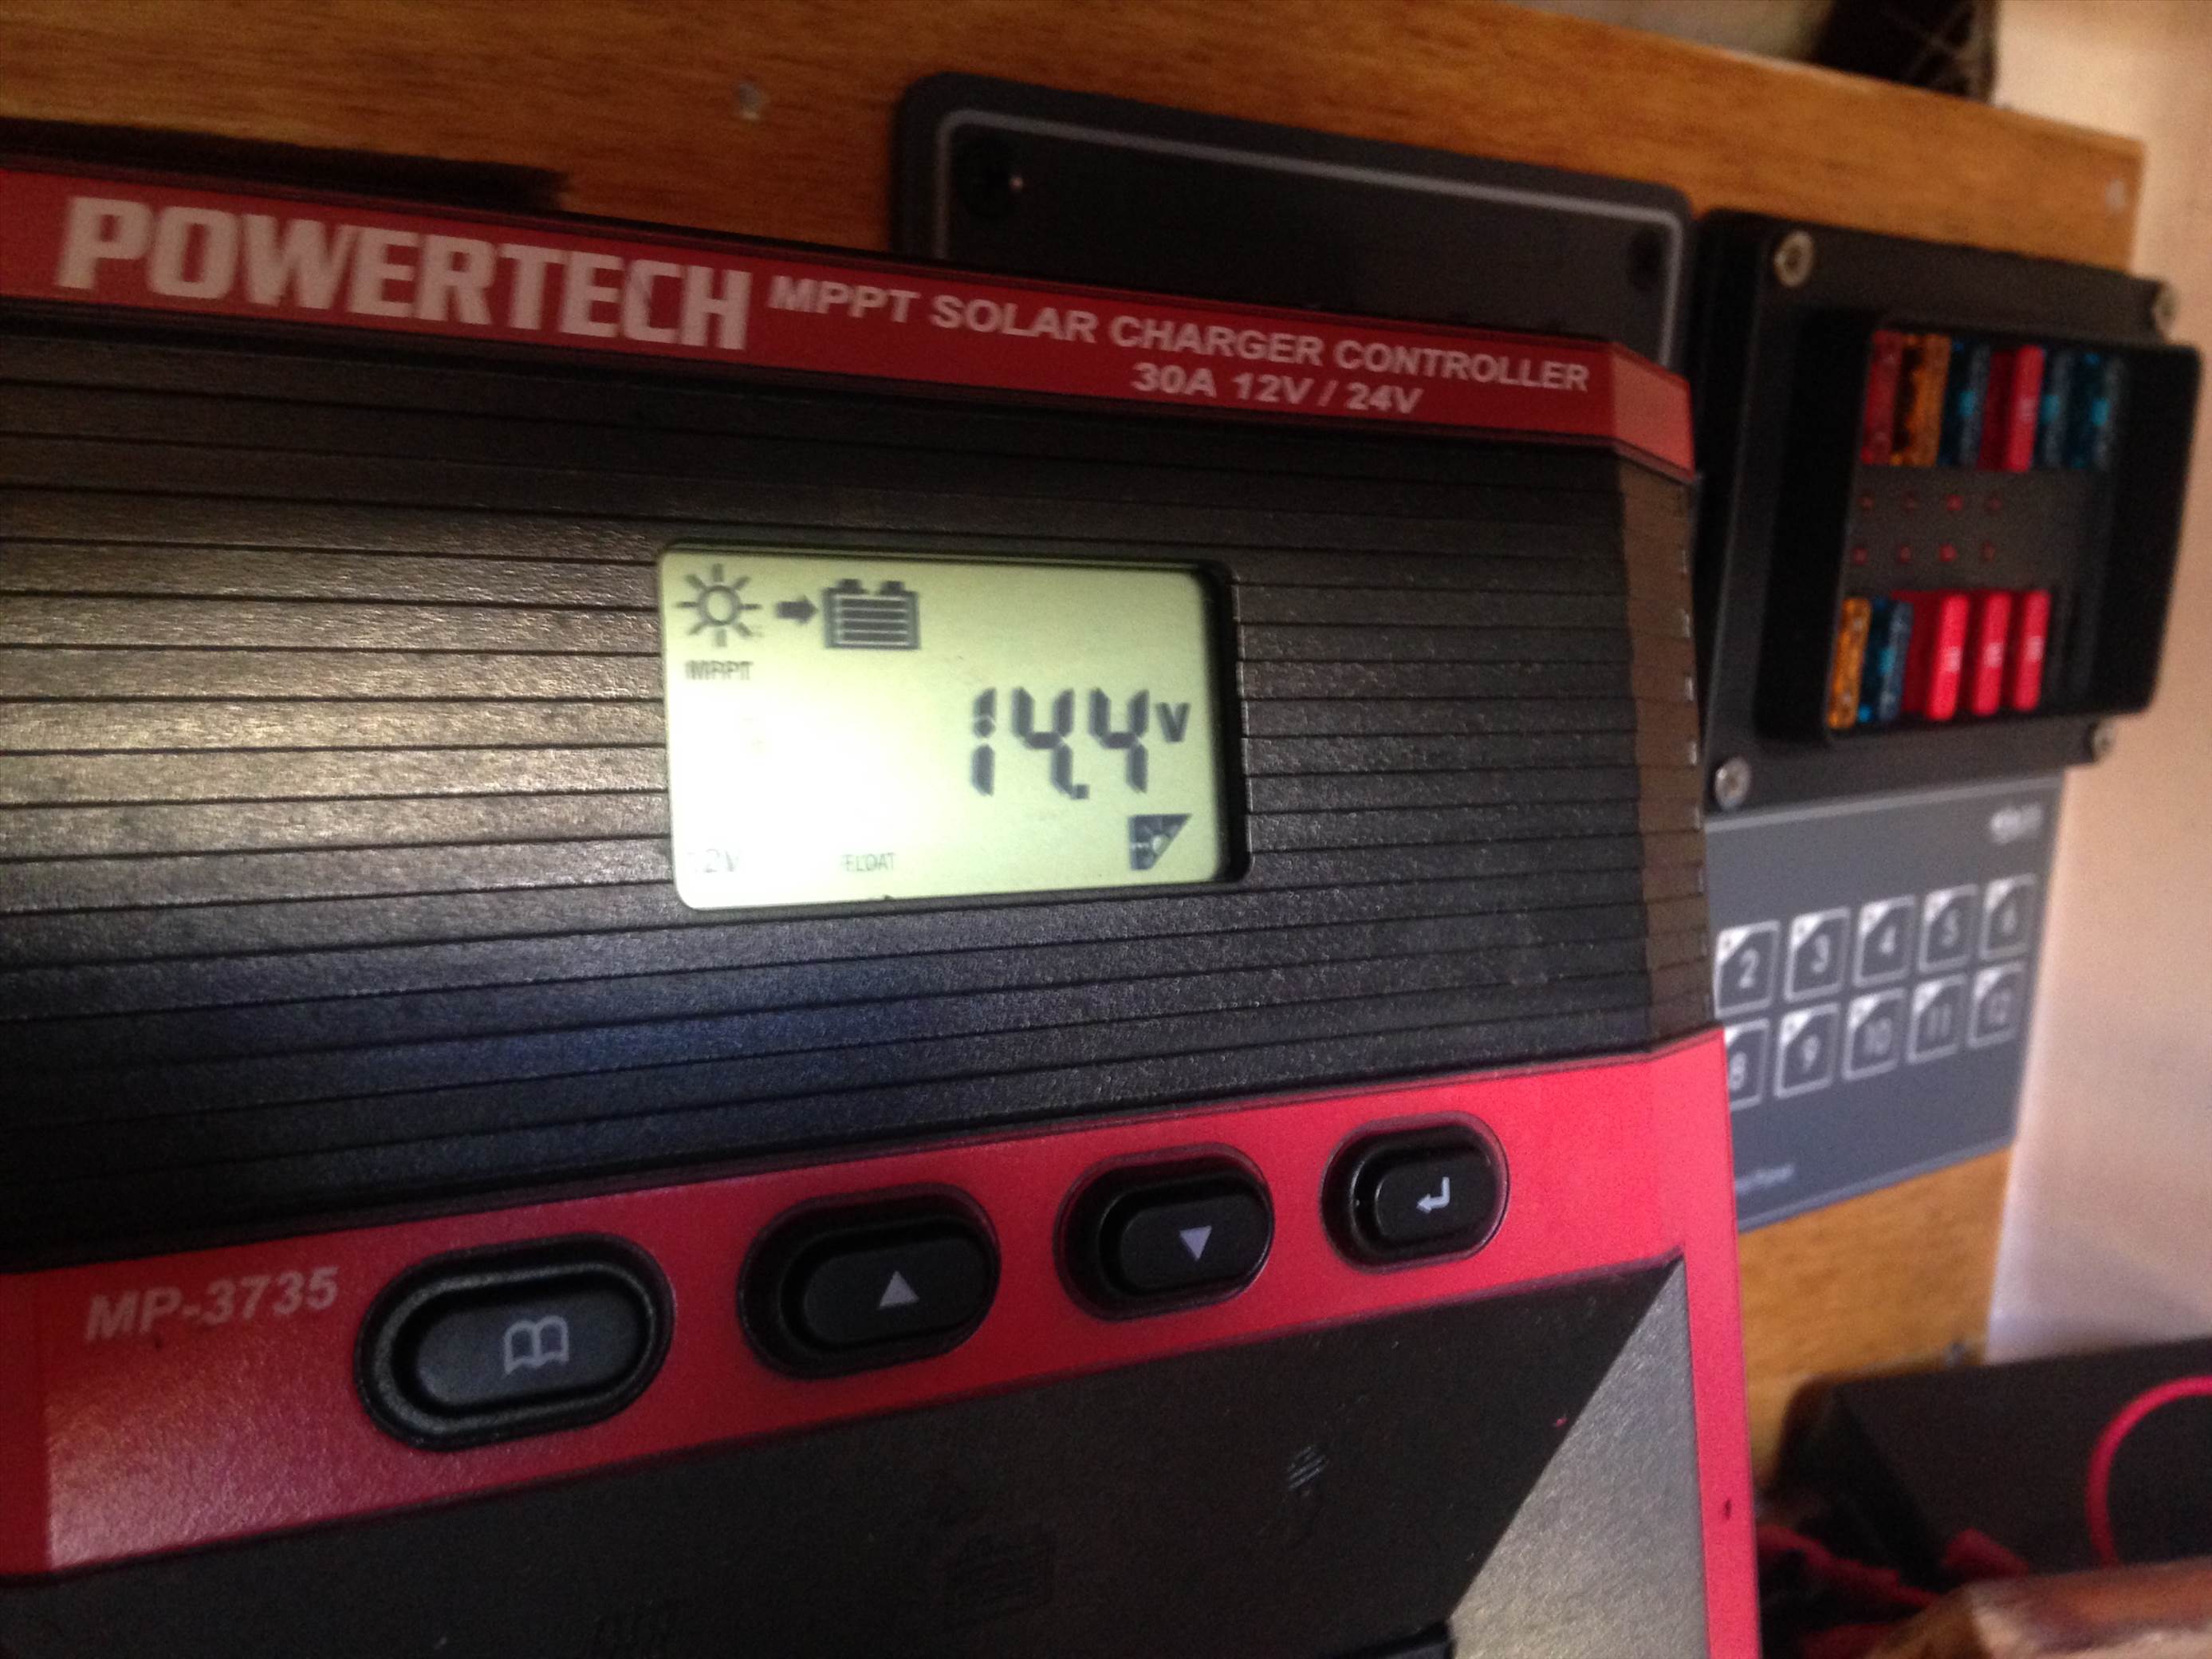 POWERTECH MPPT SOLAR CHARGER CONTROLLER
30A 12V / 24V
MPPT
14.4V
12V FLOAT
2 3 4 5 6
8 9 10 11 12
MP-3735